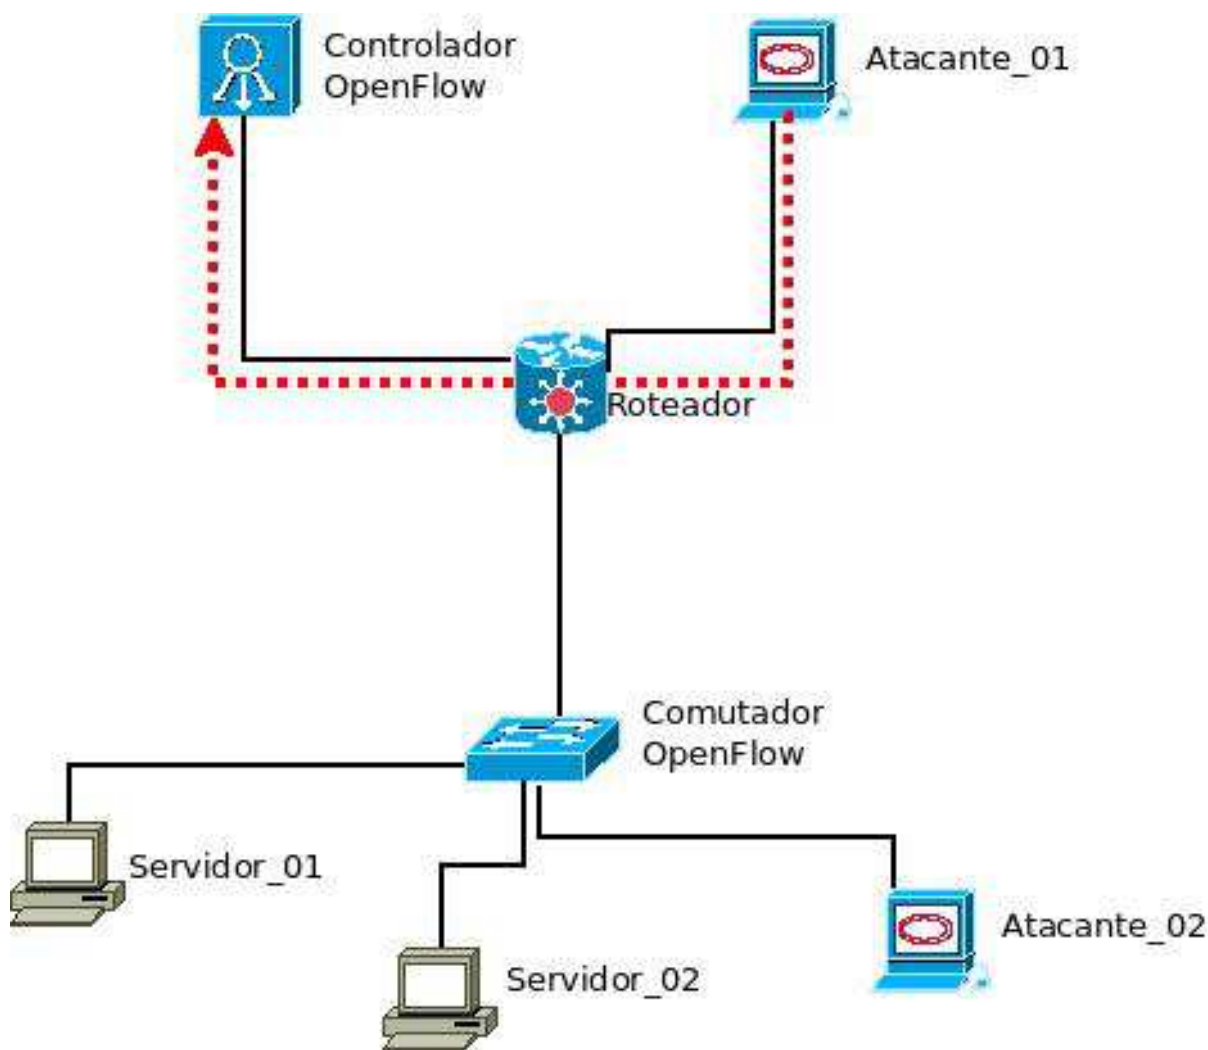 Controlador
OpenFlow
Atacante_01
Roteador
Comutador
OpenFlow
Servidor_01
Atacante_02
Servidor_02